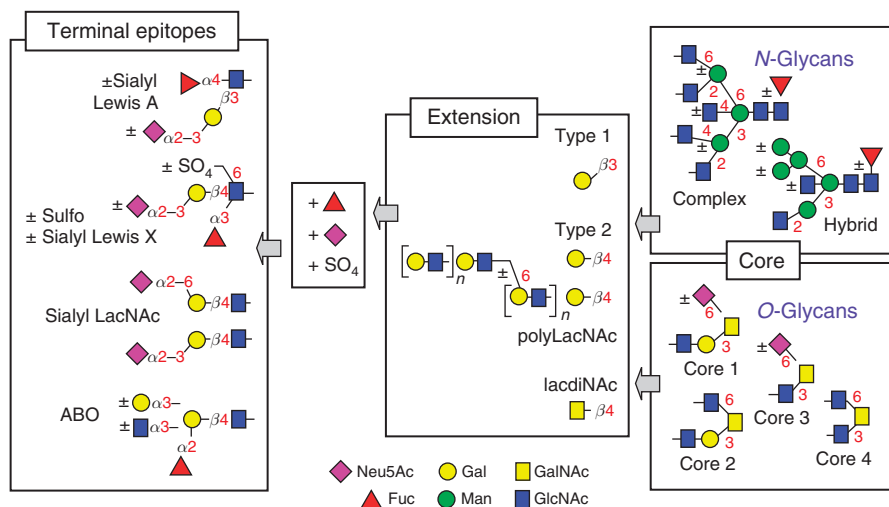 Terminal epitopes
±Sialyl
Lewis A
α4
β3
±
α2–3
± SO4
6
β4
±
α2–3
α3
± Sulfo
± Sialyl Lewis X
α2–6
β4
Sialyl LacNAc
β4
α2–3
ABO
± α3–
± α3–
β4
α2
+
+
+ SO4
Extension
Type 1
β3
Type 2
β4
n
±
6
β4
n
polyLacNAc
lacdiNAc
β4
N-Glycans
6
±
2
6
±
4
±
3
4
±
2
Complex
±
±
6
±
±
3
2
Hybrid
Core
O-Glycans
±
6
3
Core 1
±
6
3
Core 3
6
3
Core 2
6
3
Core 4
Neu5Ac
Gal
GalNAc
Fuc
Man
GlcNAc